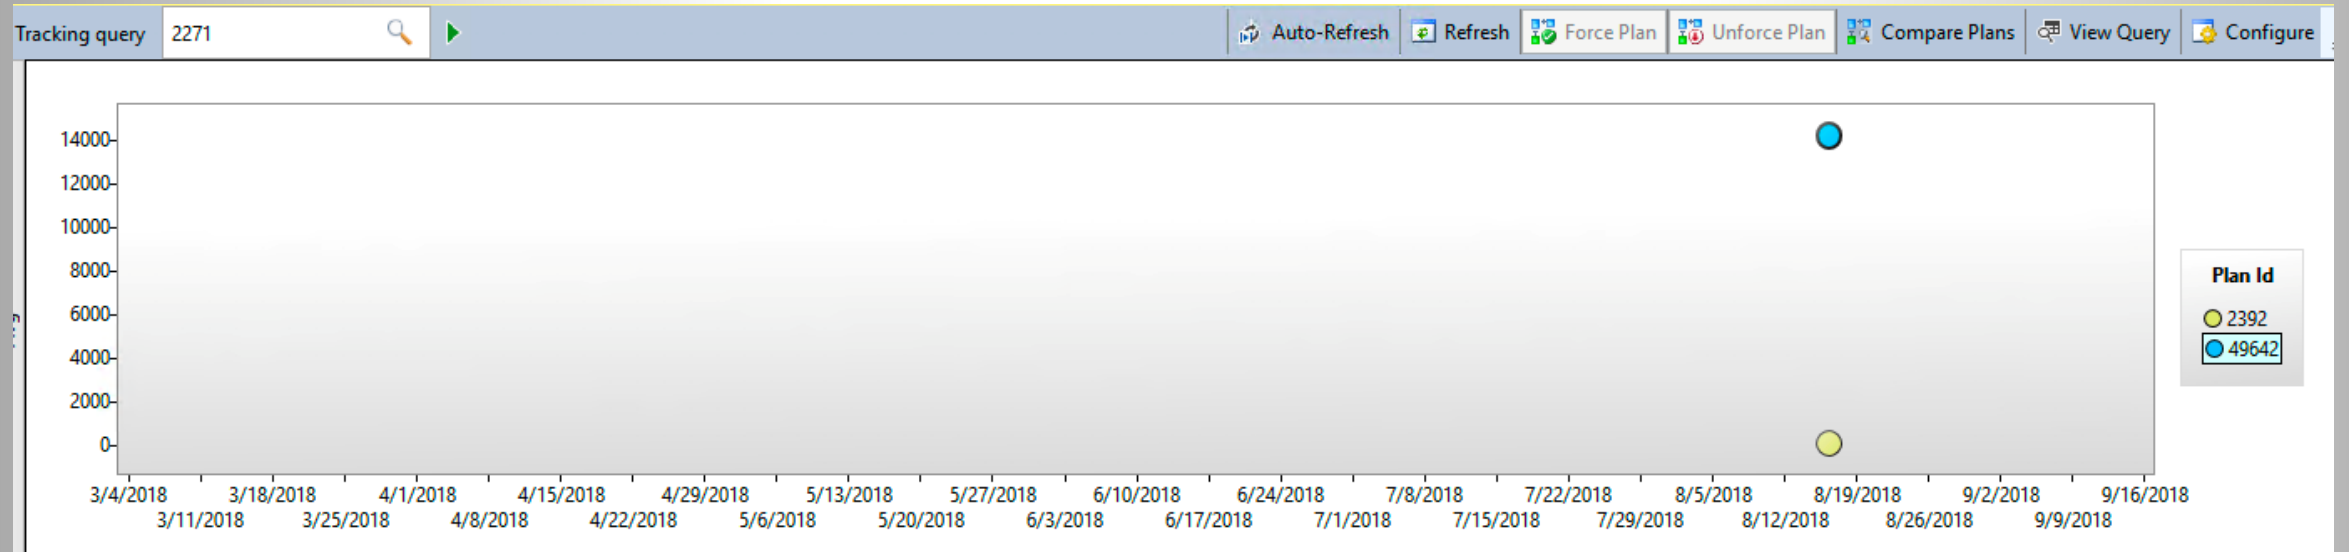 Tracking query 2271 Auto-Refresh Refresh Force Plan Unforce Plan Compare Plans View Query Configure
14000
12000
10000
8000
6000
4000
2000
0
Plan Id
2392
49642
3/4/2018 3/18/2018 4/1/2018 4/15/2018 4/29/2018 5/13/2018 5/27/2018 6/10/2018 6/24/2018 7/8/2018 7/22/2018 8/5/2018 8/19/2018 9/2/2018 9/16/2018
3/11/2018 3/25/2018 4/8/2018 4/22/2018 5/6/2018 5/20/2018 6/3/2018 6/17/2018 7/1/2018 7/15/2018 7/29/2018 8/12/2018 8/26/2018 9/9/2018